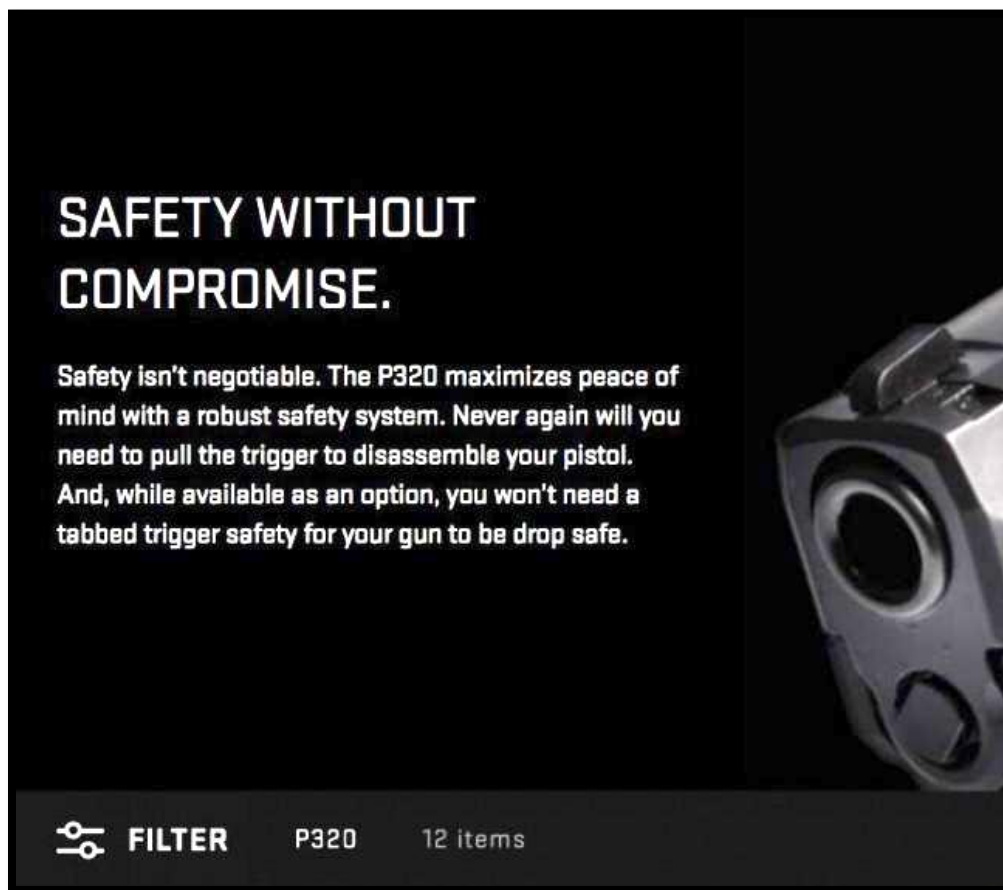 SAFETY WITHOUT
COMPROMISE.
Safety isn't negotiable. The P320 maximizes peace of
mind with a robust safety system. Never again will you
need to pull the trigger to disassemble your pistol.
And, while available as an option, you won't need a
tabbed trigger safety for your gun to be drop safe.
FILTER P320 12 items